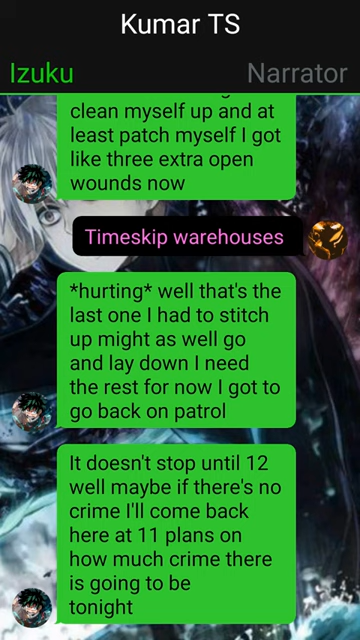 Kumar TS
Izuku
Narrator
clean myself up and at
least patch myself I got
like three extra open
wounds now
Timeskip warehouses
*hurting* well that's the
last one I had to stitch
up might as well go
and lay down I need
the rest for now I got to
go back on patrol
It doesn't stop until 12
well maybe if there's no
crime I'll come back
here at 11 plans on
how much crime there
is going to be
tonight